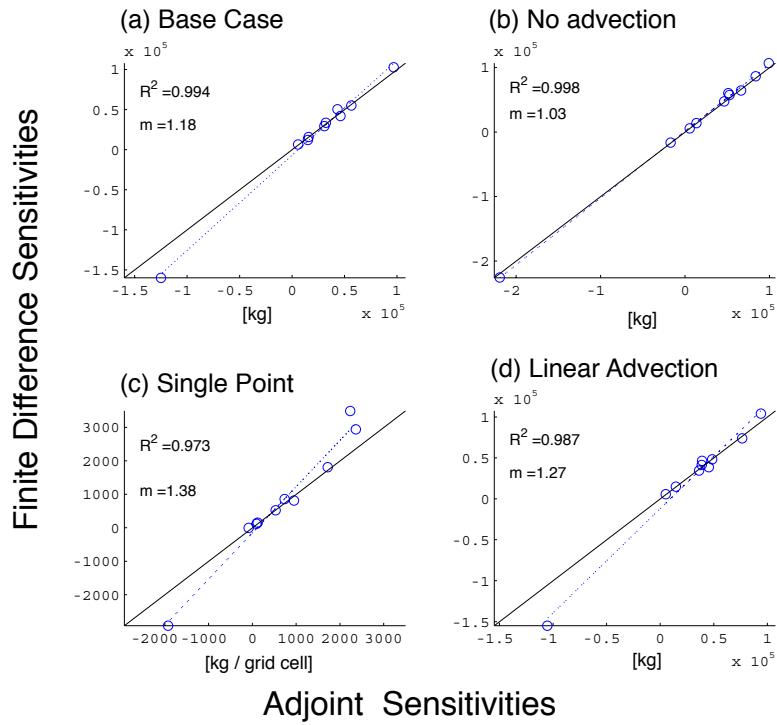 (a) Base Case
(b) No advection
x 10^5
x 10^5
R^2 =0.994
m =1.18
1
0.5
0
-0.5
-1
-1.5
-1.5 -1 -0.5 0 0.5 1
[kg]
x 10^5
R^2 =0.998
m =1.03
1
0
-1
-2
-2 -1 0 1
[kg]
x 10^5
Finite Difference Sensitivities
(c) Single Point
(d) Linear Advection
x 10^5
R^2 =0.973
m =1.38
3000
2000
1000
0
-1000
-2000
-2000 -1000 0 1000 2000 3000
[kg / grid cell]
R^2 =0.987
m =1.27
1
0.5
0
-0.5
-1
-1.5
-1.5 -1 -0.5 0 0.5 1
[kg]
x 10^5
Adjoint Sensitivities